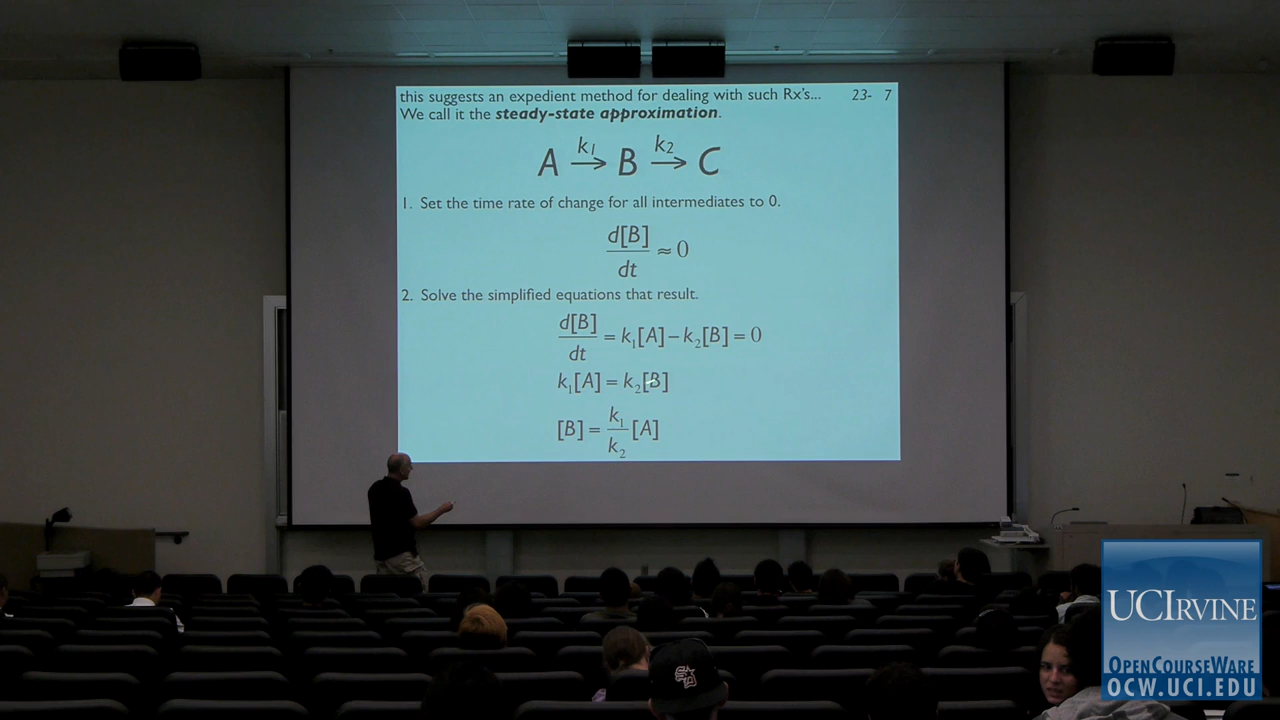 this suggests an expedient method for dealing with such Rx's... 23- 7
We call it the steady-state approximation.
A k₁→ B k₂→ C
1. Set the time rate of change for all intermediates to 0.
d[B]/dt ≈ 0
2. Solve the simplified equations that result.
d[B]/dt = k₁[A] − k₂[B] = 0
k₁[A] = k₂[B]
[B] = k₁/k₂ [A]
UCIRVINE
OPENCOURSEWARE
OCW.UCI.EDU